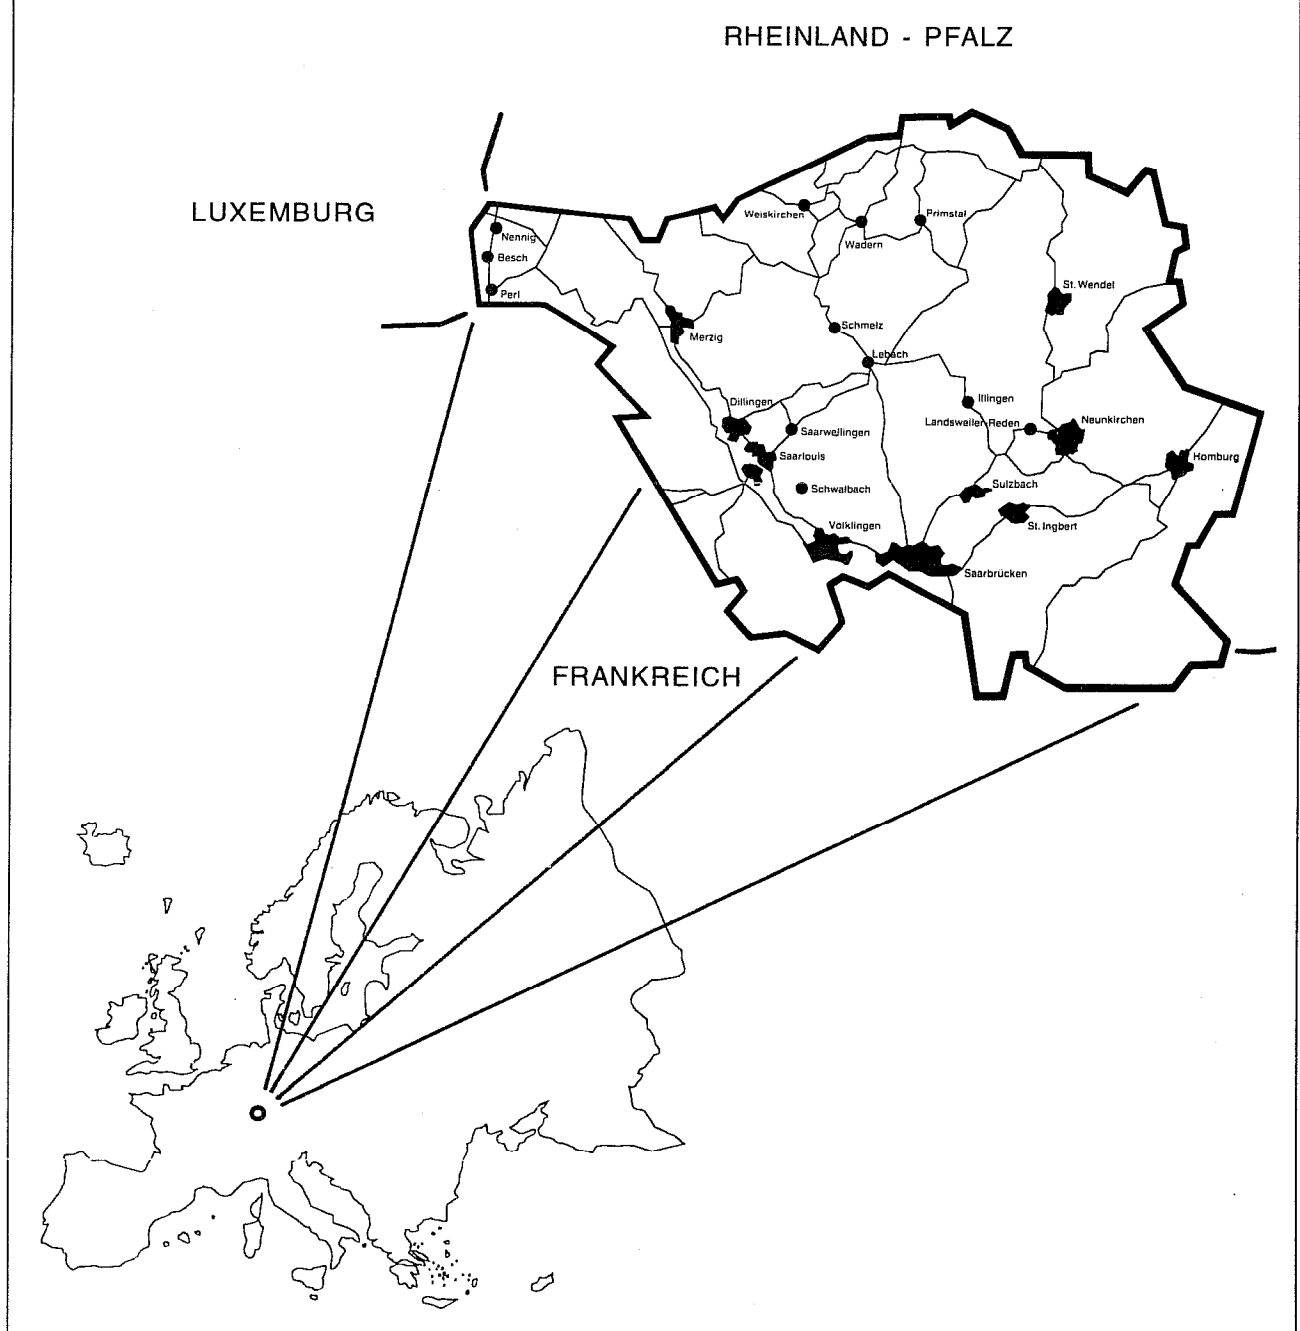 RHEINLAND - PFALZ
LUXEMBURG
Weiskirchen
Primstal
Wadern
Nennig
Besch
Perl
St. Wendel
Merzig
Schmelz
Lebach
Dillingen
Illingen
Landsweiler-Reden
Neunkirchen
Saarwellingen
Saarlouis
Homburg
Schwalbach
Sulzbach
Völklingen
St. Ingbert
Saarbrücken
FRANKREICH